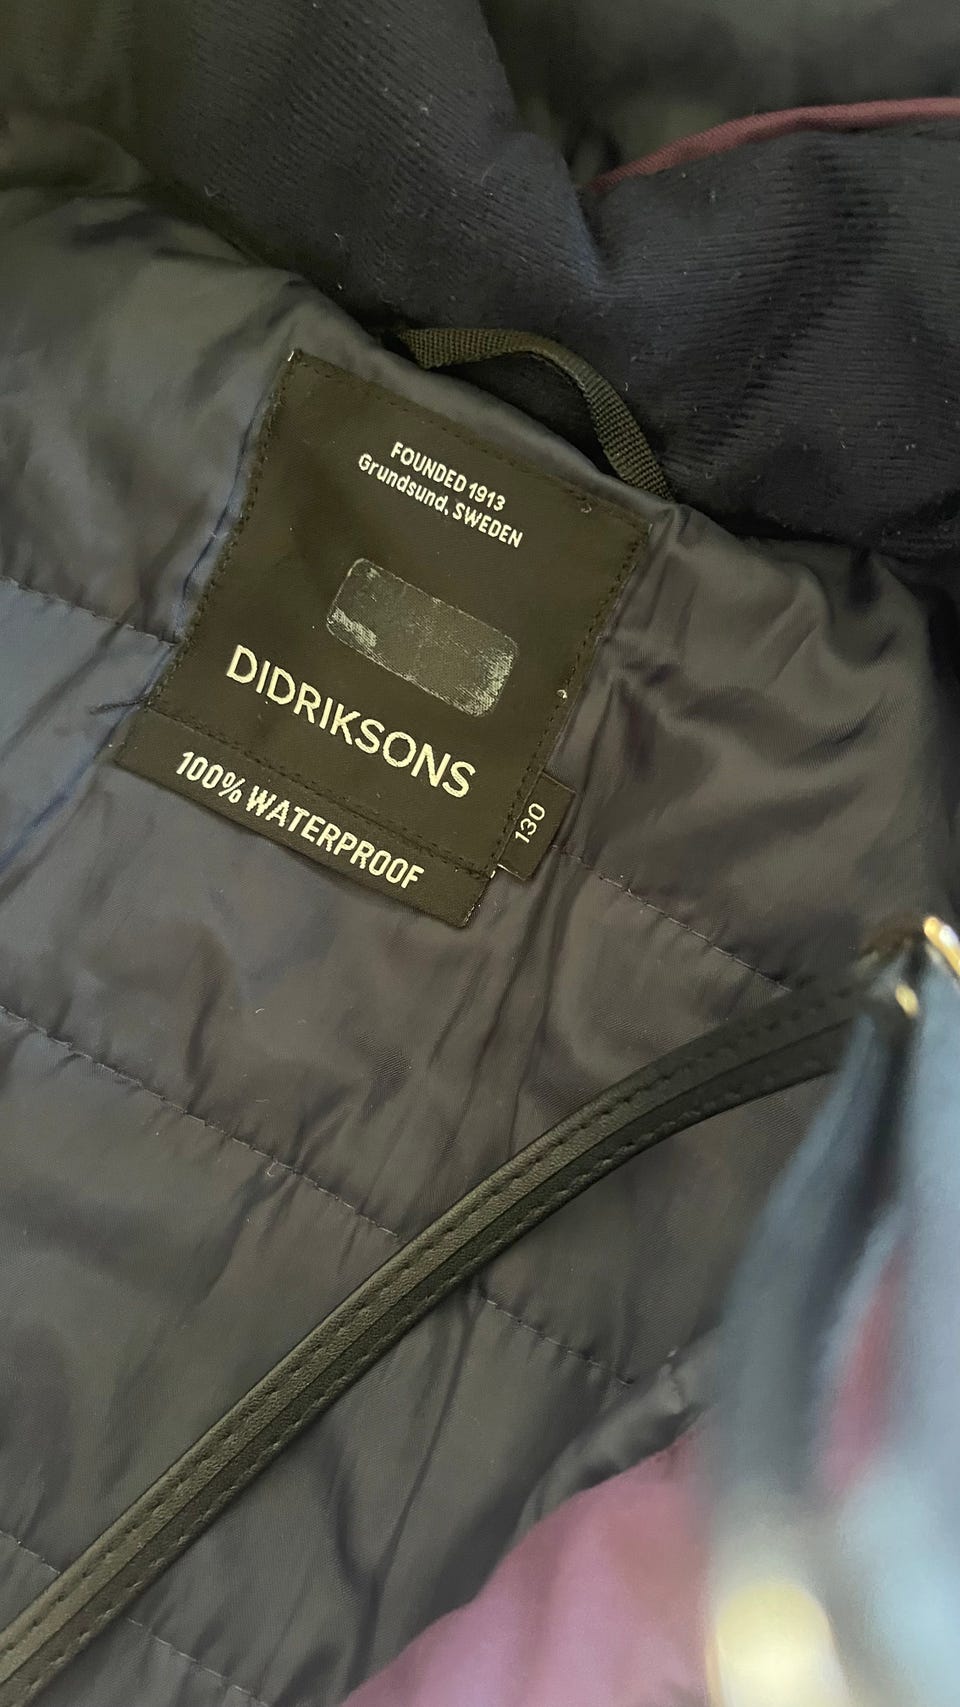 FOUNDED 1913
Grundsund, SWEDEN
DIDRIKSONS
100% WATERPROOF
130